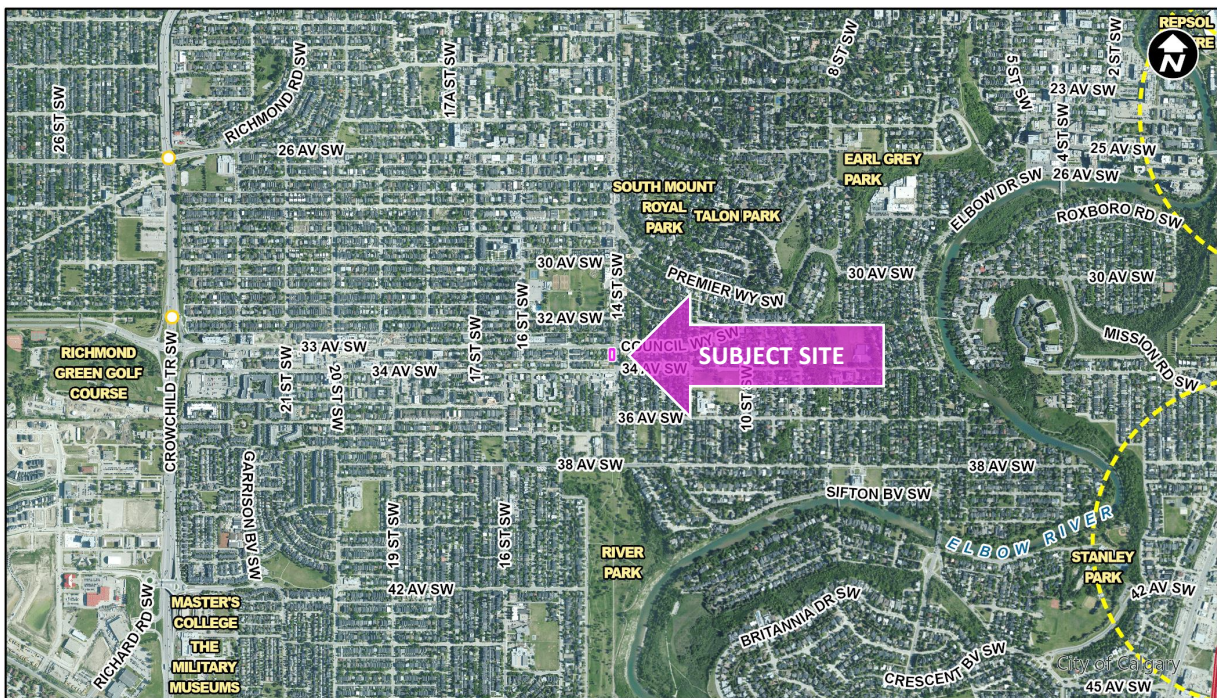 REPSOL
RE
N
8 ST SW
5 ST SW
2 ST SW
17A ST SW
26 ST SW
RICHMOND RD SW
23 AV SW
4 ST SW
25 AV SW
26 AV SW
26 AV SW
EARL GREY
PARK
ELBOW DR SW
SOUTH MOUNT
ROYAL
PARK
TALON PARK
ROXBORO RD SW
30 AV SW
14 ST SW
PREMIER WY SW
30 AV SW
30 AV SW
16 ST SW
32 AV SW
COUNCIL WY SW
SUBJECT SITE
MISSION RD SW
33 AV SW
34 AV SW
34 AV SW
RICHMOND
GREEN GOLF
COURSE
CROWCHILD TR SW
21 ST SW
20 ST SW
17 ST SW
10 ST SW
36 AV SW
38 AV SW
38 AV SW
GARRISON BV SW
19 ST SW
16 ST SW
SIFTON BV SW
ELBOW RIVER
RIVER
PARK
STANLEY
PARK
42 AV SW
42 AV SW
MASTER'S
COLLEGE
THE
MILITARY
MUSEUMS
RICHARD RD SW
BRITANNIA DR SW
CRESCENT BV SW
City of Calgary
45 AV SW